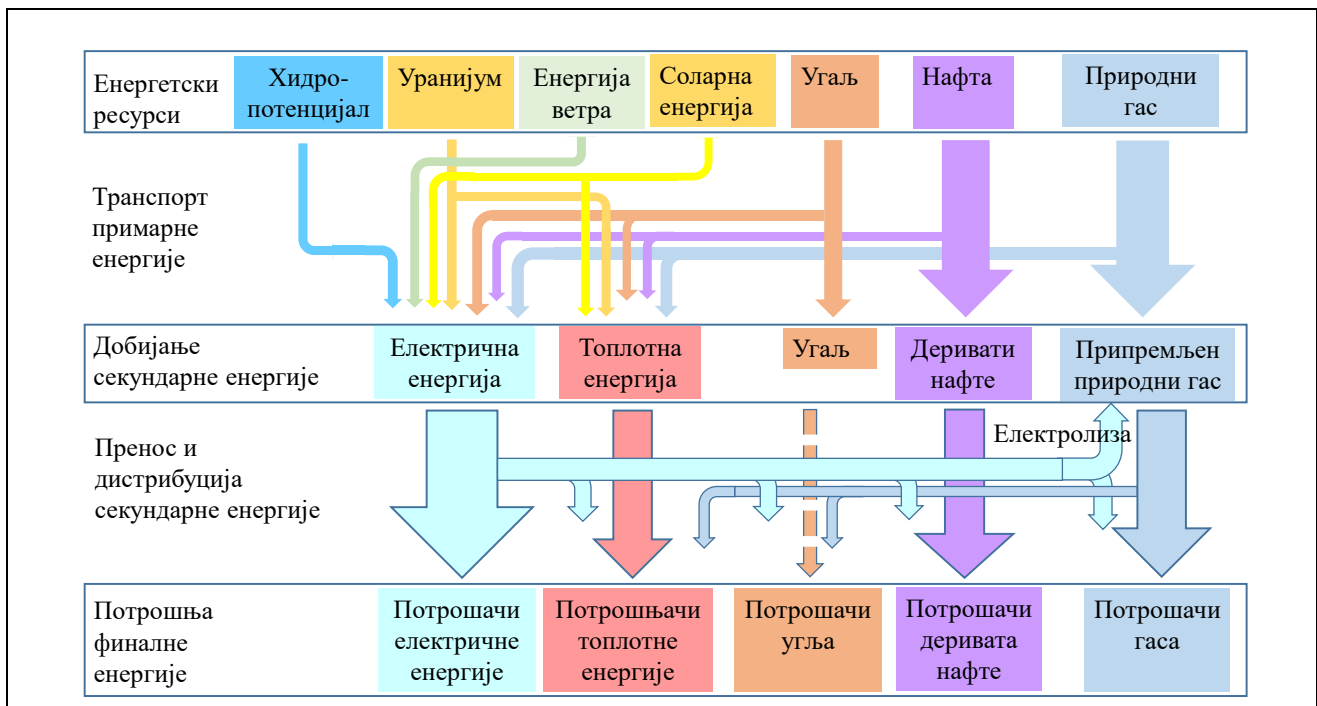 Енергетски
ресурси
Хидро-
потенцијал
Уранијум
Енергија
ветра
Соларна
енергија
Угаљ
Нафта
Природни
гас
Транспорт
примарне
енергије
Добијање
секундарне енергије
Електрична
енергија
Топлотна
енергија
Угаљ
Деривати
нафте
Припремљен
природни гас
Електролиза
Пренос и
дистрибуција
секундарне енергије
Потрошња
финалне
енергије
Потрошачи
електричне
енергије
Потрошњачи
топлотне
енергије
Потрошачи
угља
Потрошачи
деривата
нафте
Потрошачи
гаса